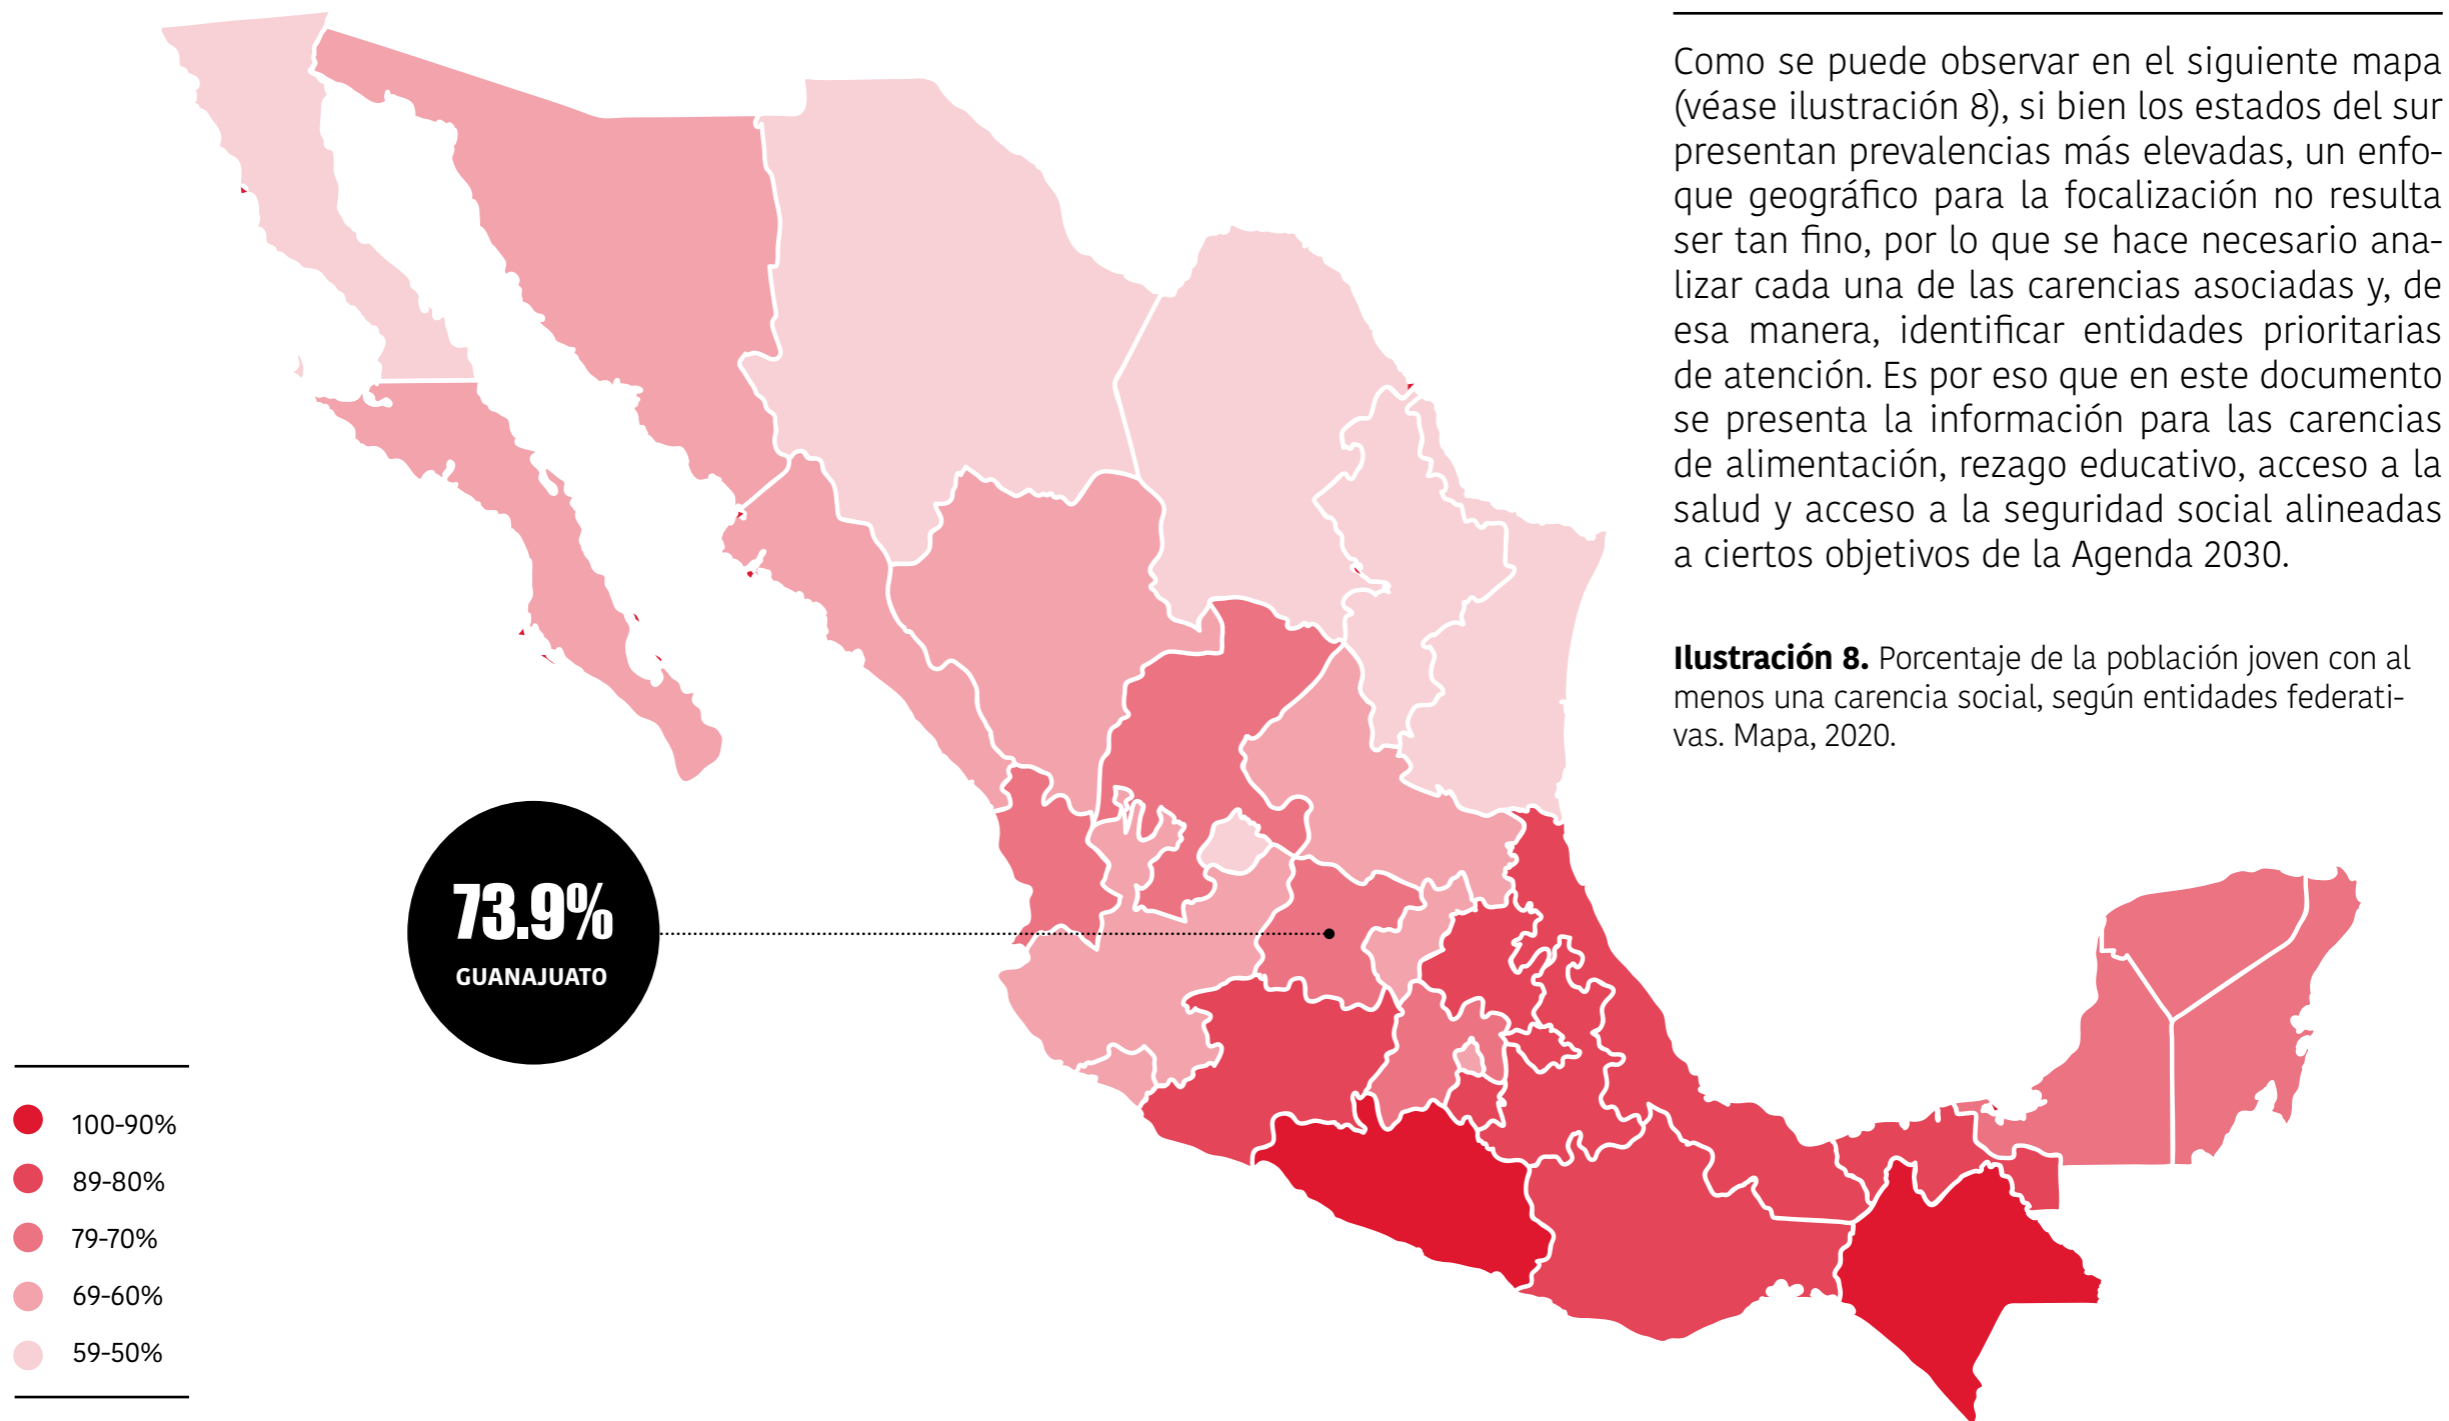 Como se puede observar en el siguiente mapa
(véase ilustración 8), si bien los estados del sur
presentan prevalencias más elevadas, un enfo-
que geográfico para la focalización no resulta
ser tan fino, por lo que se hace necesario ana-
lizar cada una de las carencias asociadas y, de
esa manera, identificar entidades prioritarias
de atención. Es por eso que en este documento
se presenta la información para las carencias
de alimentación, rezago educativo, acceso a la
salud y acceso a la seguridad social alineadas
a ciertos objetivos de la Agenda 2030.
Ilustración 8. Porcentaje de la población joven con al
menos una carencia social, según entidades federati-
vas. Mapa, 2020.
73.9%
GUANAJUATO
100-90%
89-80%
79-70%
69-60%
59-50%